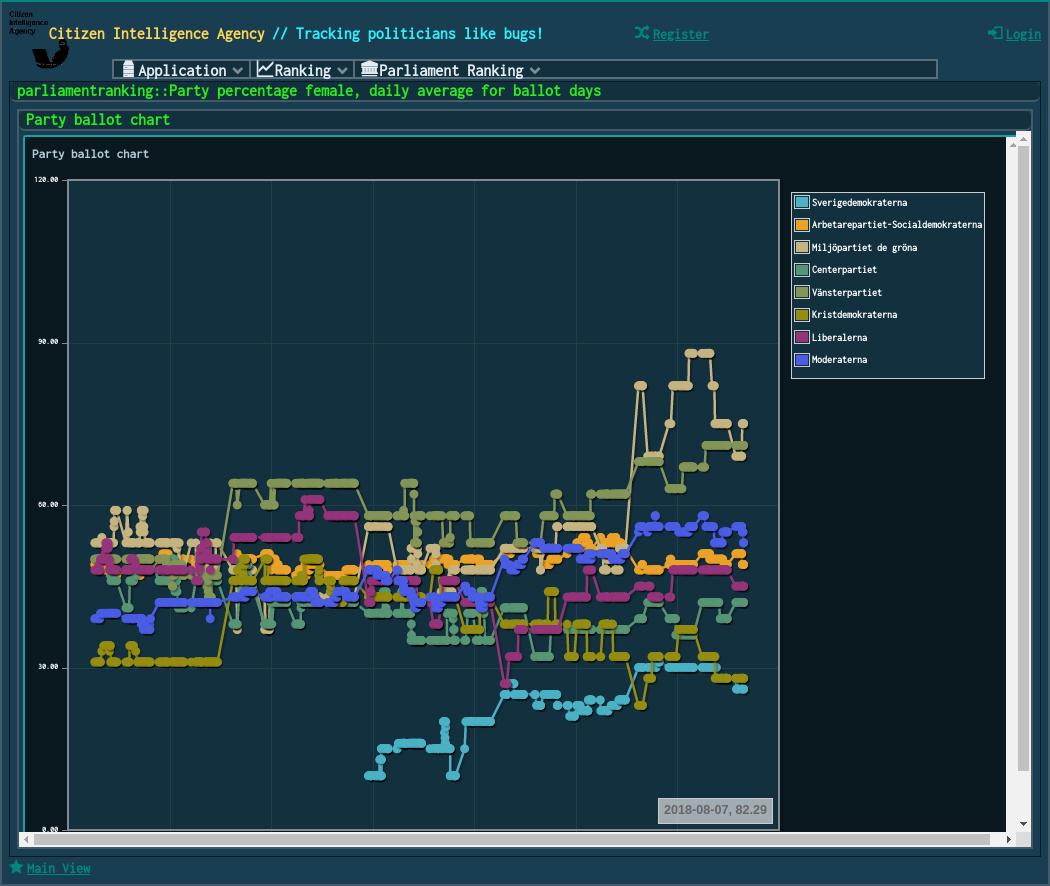 Citizen
Intelligence
Agency
Citizen Intelligence Agency // Tracking politicians like bugs!
Register
Login
Application
Ranking
Parliament Ranking
parliamentranking::Party percentage female, daily average for ballot days
Party ballot chart
Party ballot chart
120.00
90.00
60.00
30.00
0.00
Sverigedemokraterna
Arbetarepartiet-Socialdemokraterna
Miljöpartiet de gröna
Centerpartiet
Vänsterpartiet
Kristdemokraterna
Liberalerna
Moderaterna
2018-08-07, 82.29
Main View